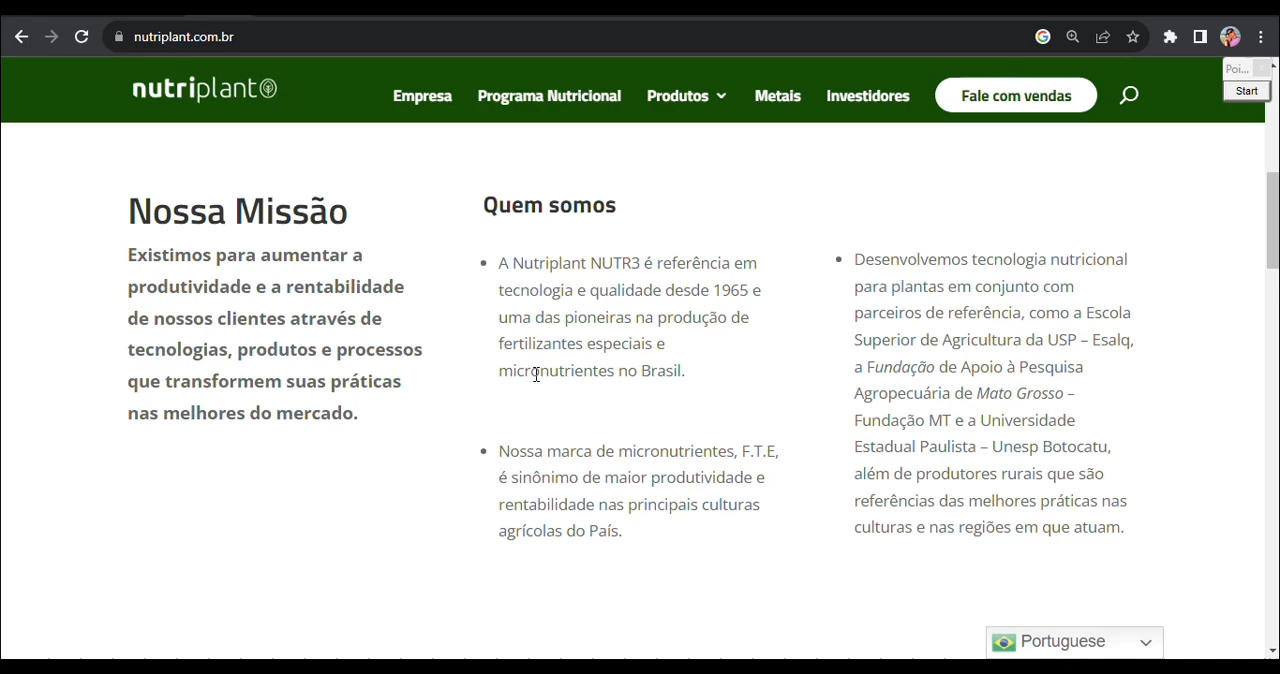 nutriplant.com.br
Poi...
Start
nutriplant
Empresa Programa Nutricional Produtos Metais Investidores Fale com vendas
Nossa Missão
Existimos para aumentar a
produtividade e a rentabilidade
de nossos clientes através de
tecnologias, produtos e processos
que transformem suas práticas
nas melhores do mercado.
Quem somos
A Nutriplant NUTR3 é referência em
tecnologia e qualidade desde 1965 e
uma das pioneiras na produção de
fertilizantes especiais e
micronutrientes no Brasil.
Nossa marca de micronutrientes, F.T.E,
é sinônimo de maior produtividade e
rentabilidade nas principais culturas
agrícolas do País.
Desenvolvemos tecnologia nutricional
para plantas em conjunto com
parceiros de referência, como a Escola
Superior de Agricultura da USP – Esalq,
a Fundação de Apoio à Pesquisa
Agropecuária de Mato Grosso –
Fundação MT e a Universidade
Estadual Paulista – Unesp Botocatu,
além de produtores rurais que são
referências das melhores práticas nas
culturas e nas regiões em que atuam.
Portuguese